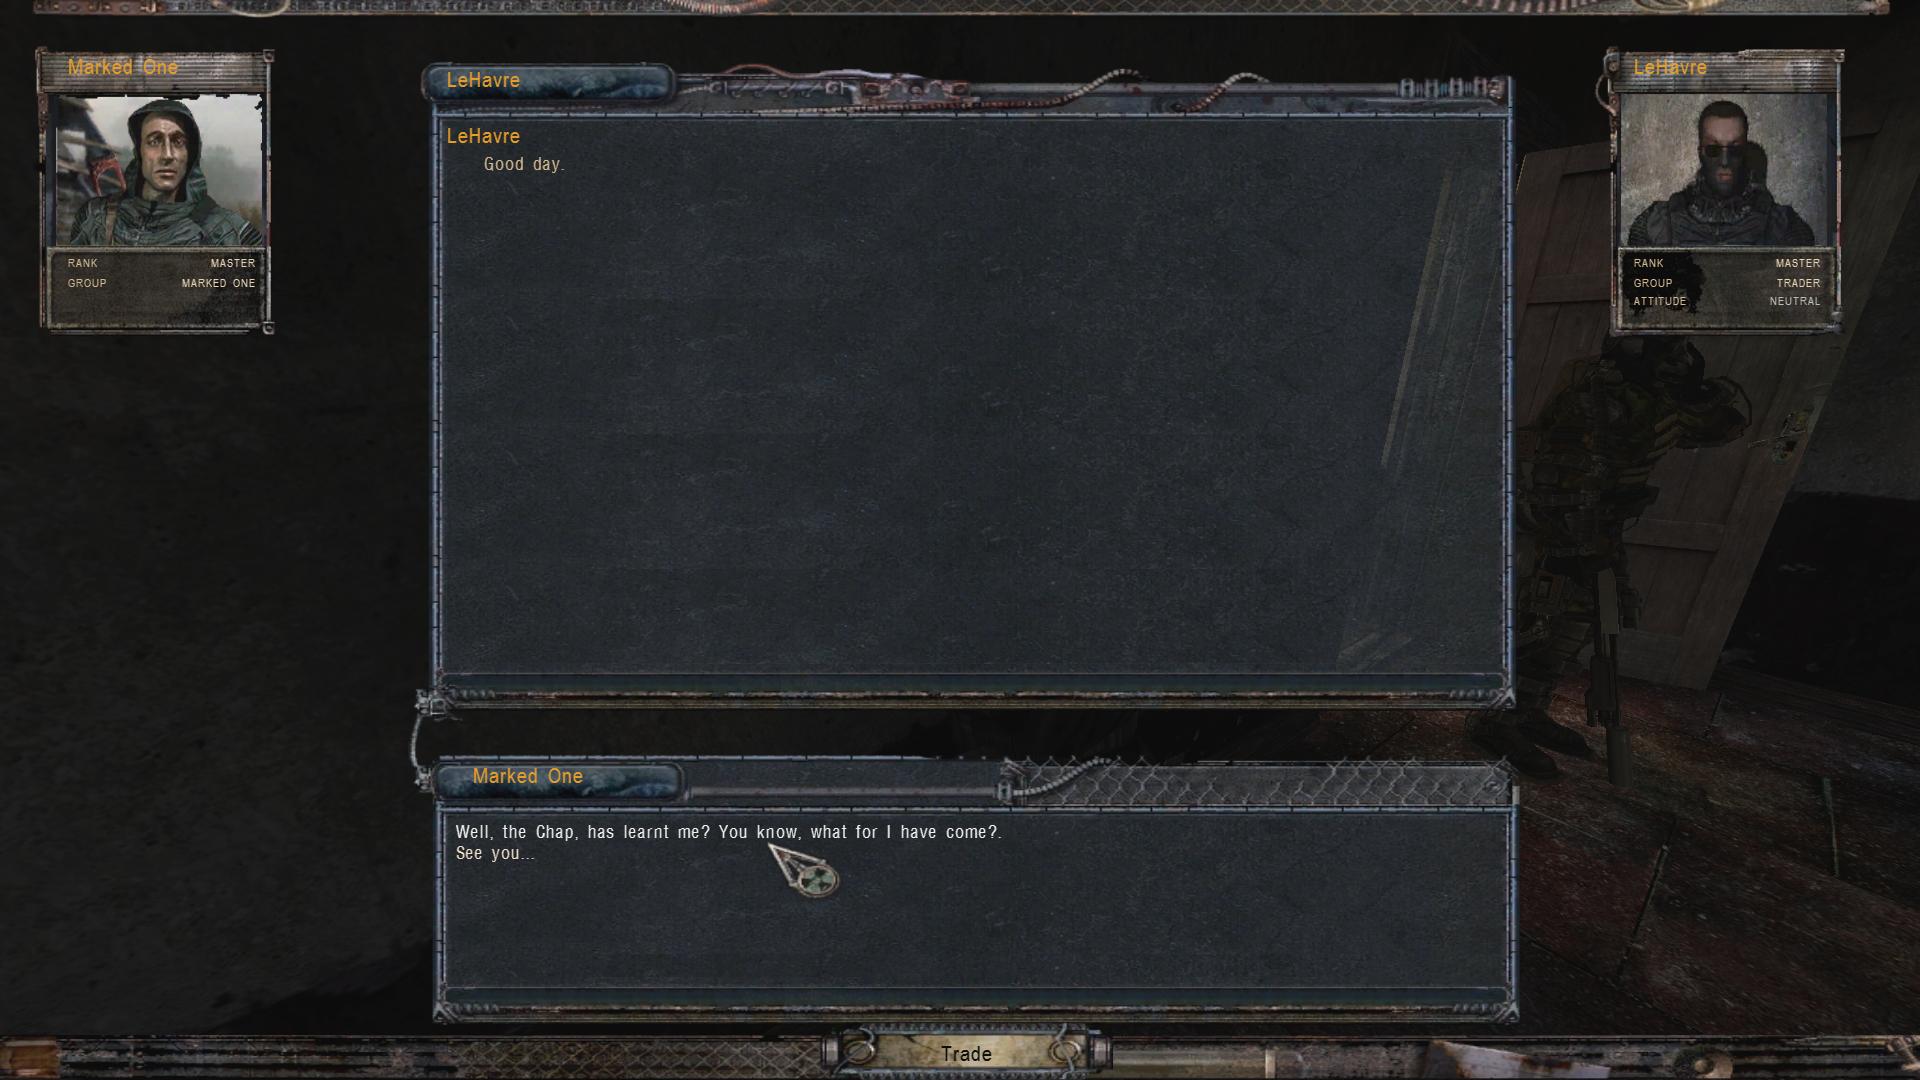 Marked One
RANK MASTER
GROUP MARKED ONE
LeHavre
LeHavre
Good day.
LeHavre
RANK MASTER
GROUP TRADER
ATTITUDE NEUTRAL
Marked One
Well, the Chap, has learnt me? You know, what for I have come?.
See you...
Trade